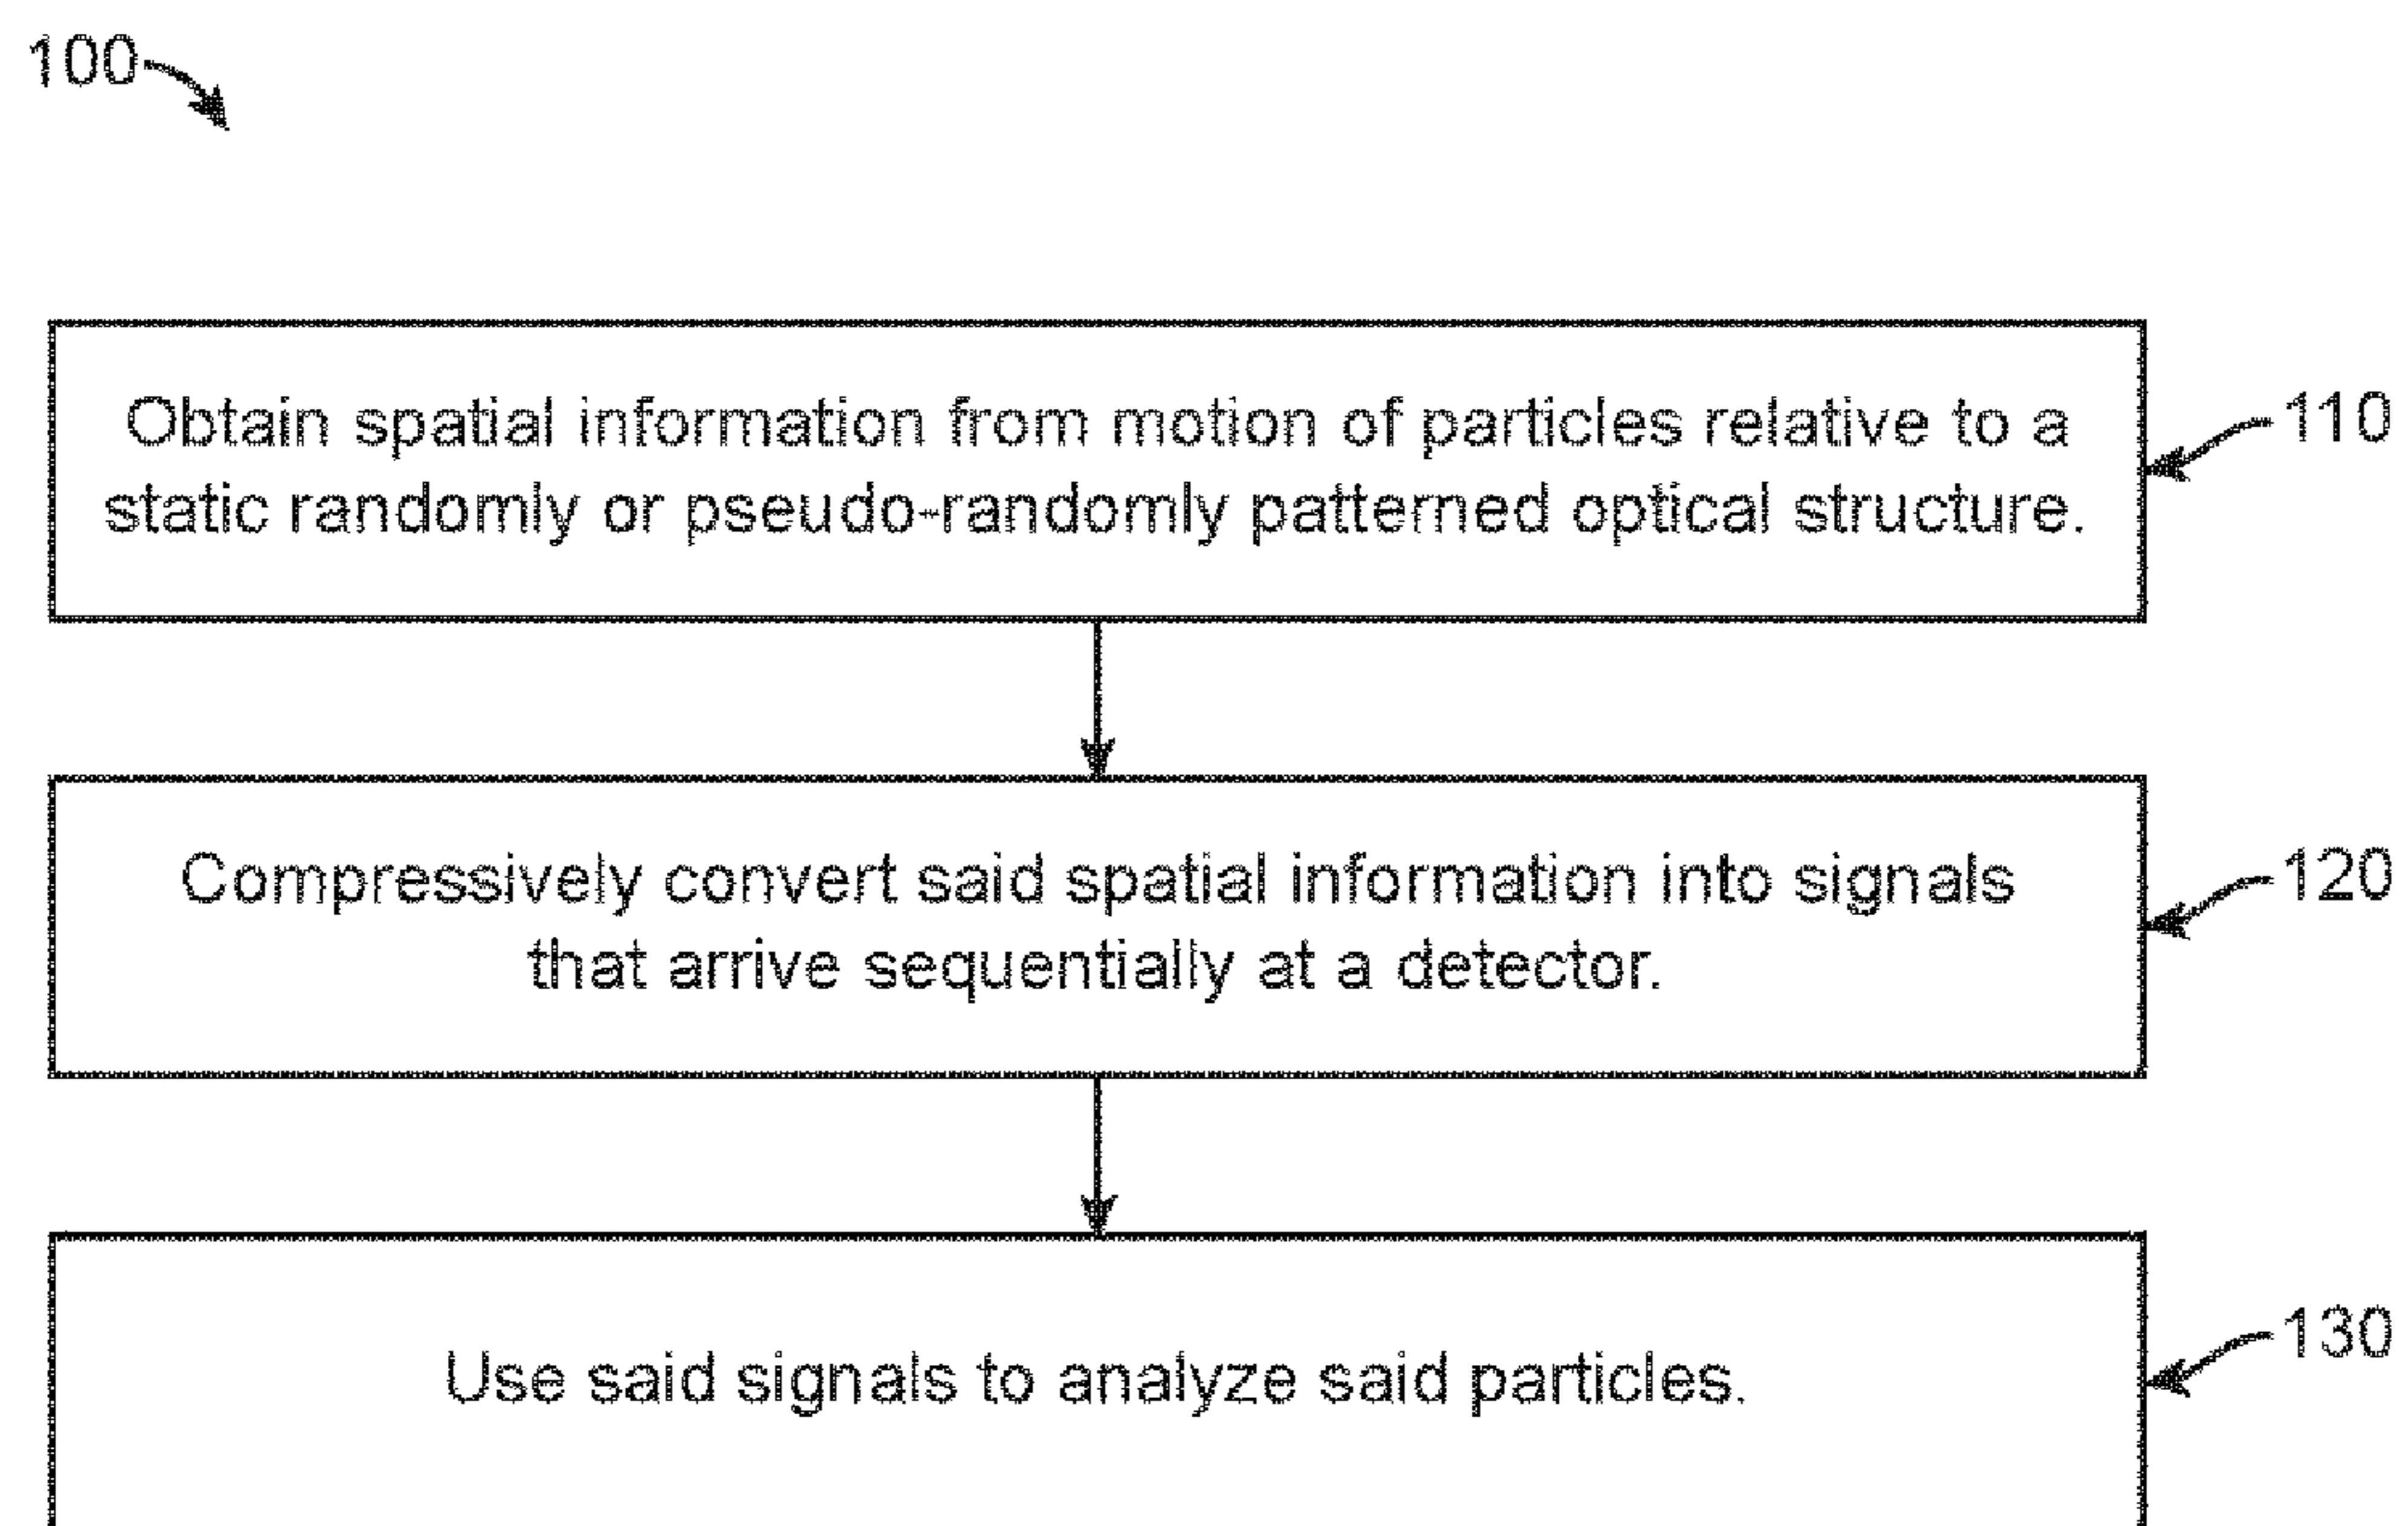 100
Obtain spatial information from motion of particles relative to a
static randomly or pseudo-randomly patterned optical structure.
110
Compressively convert said spatial information into signals
that arrive sequentially at a detector.
120
Use said signals to analyze said particles.
130